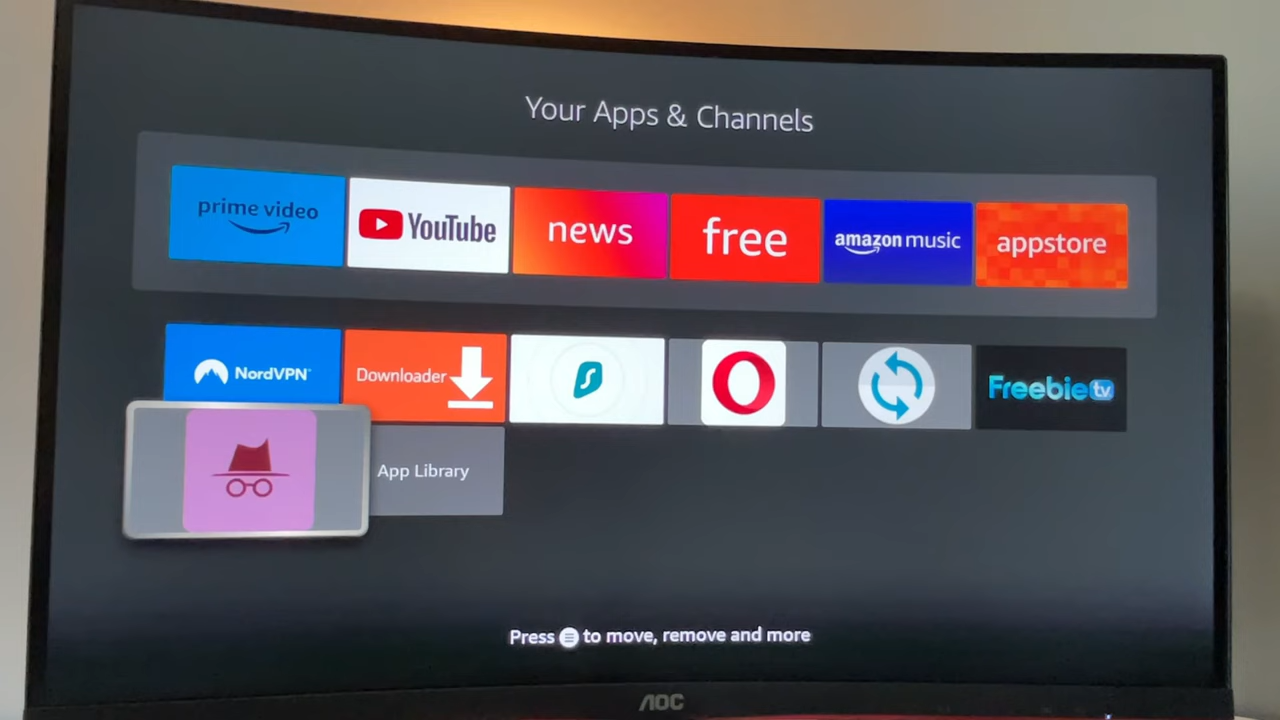 Your Apps & Channels
prime video
YouTube
news
free
amazon music
appstore
NordVPN
Downloader
Freebie tv
App Library
Press to move, remove and more
AOC